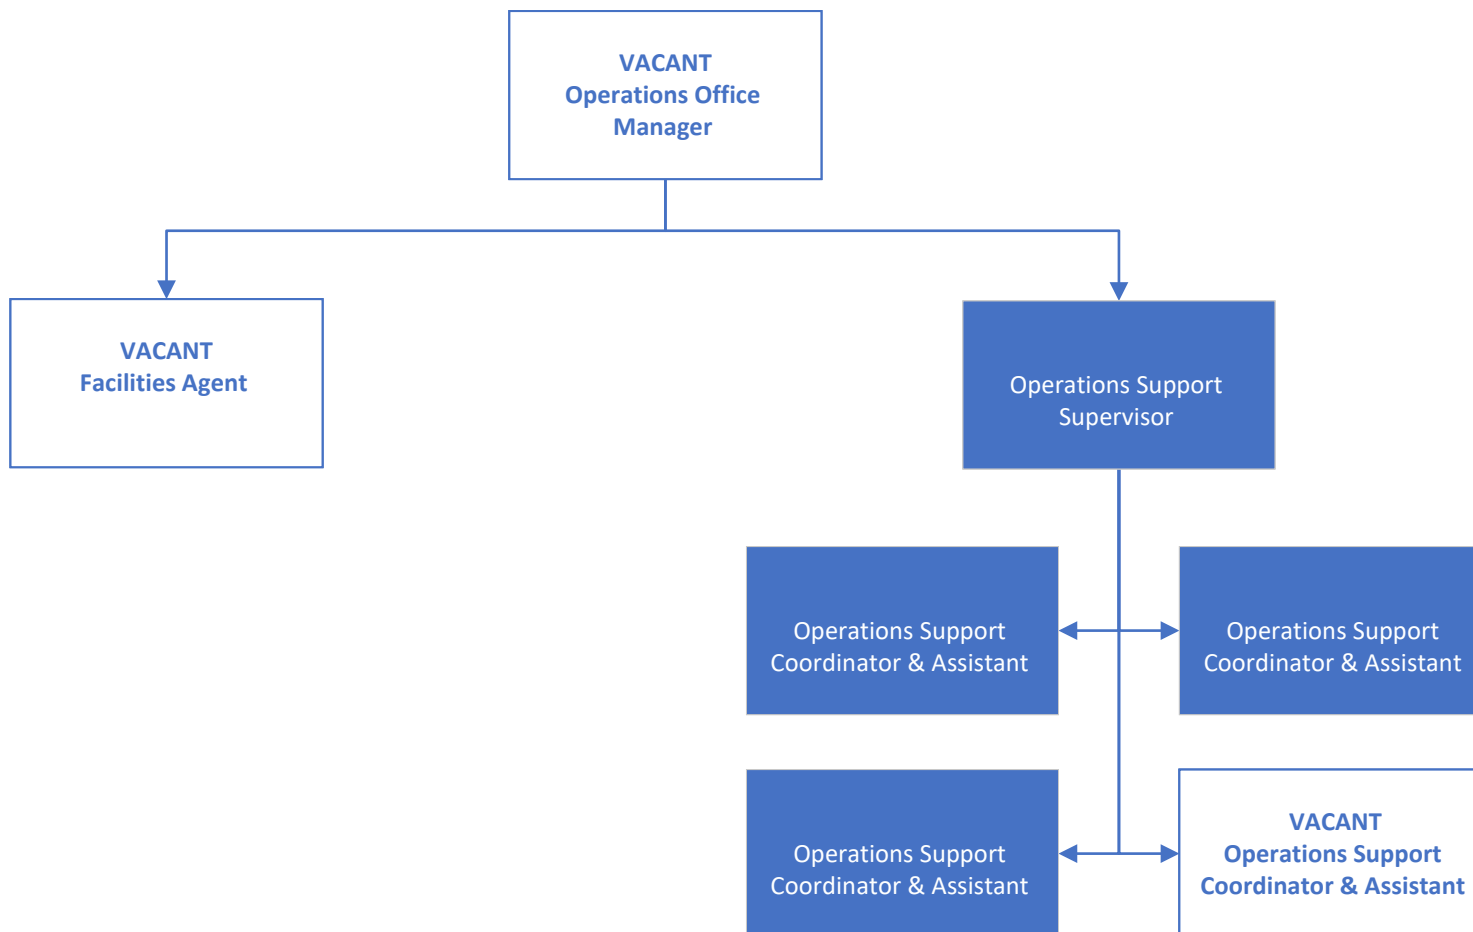 VACANT
Operations Office
Manager
VACANT
Facilities Agent
Operations Support
Supervisor
Operations Support
Coordinator & Assistant
Operations Support
Coordinator & Assistant
Operations Support
Coordinator & Assistant
VACANT
Operations Support
Coordinator & Assistant